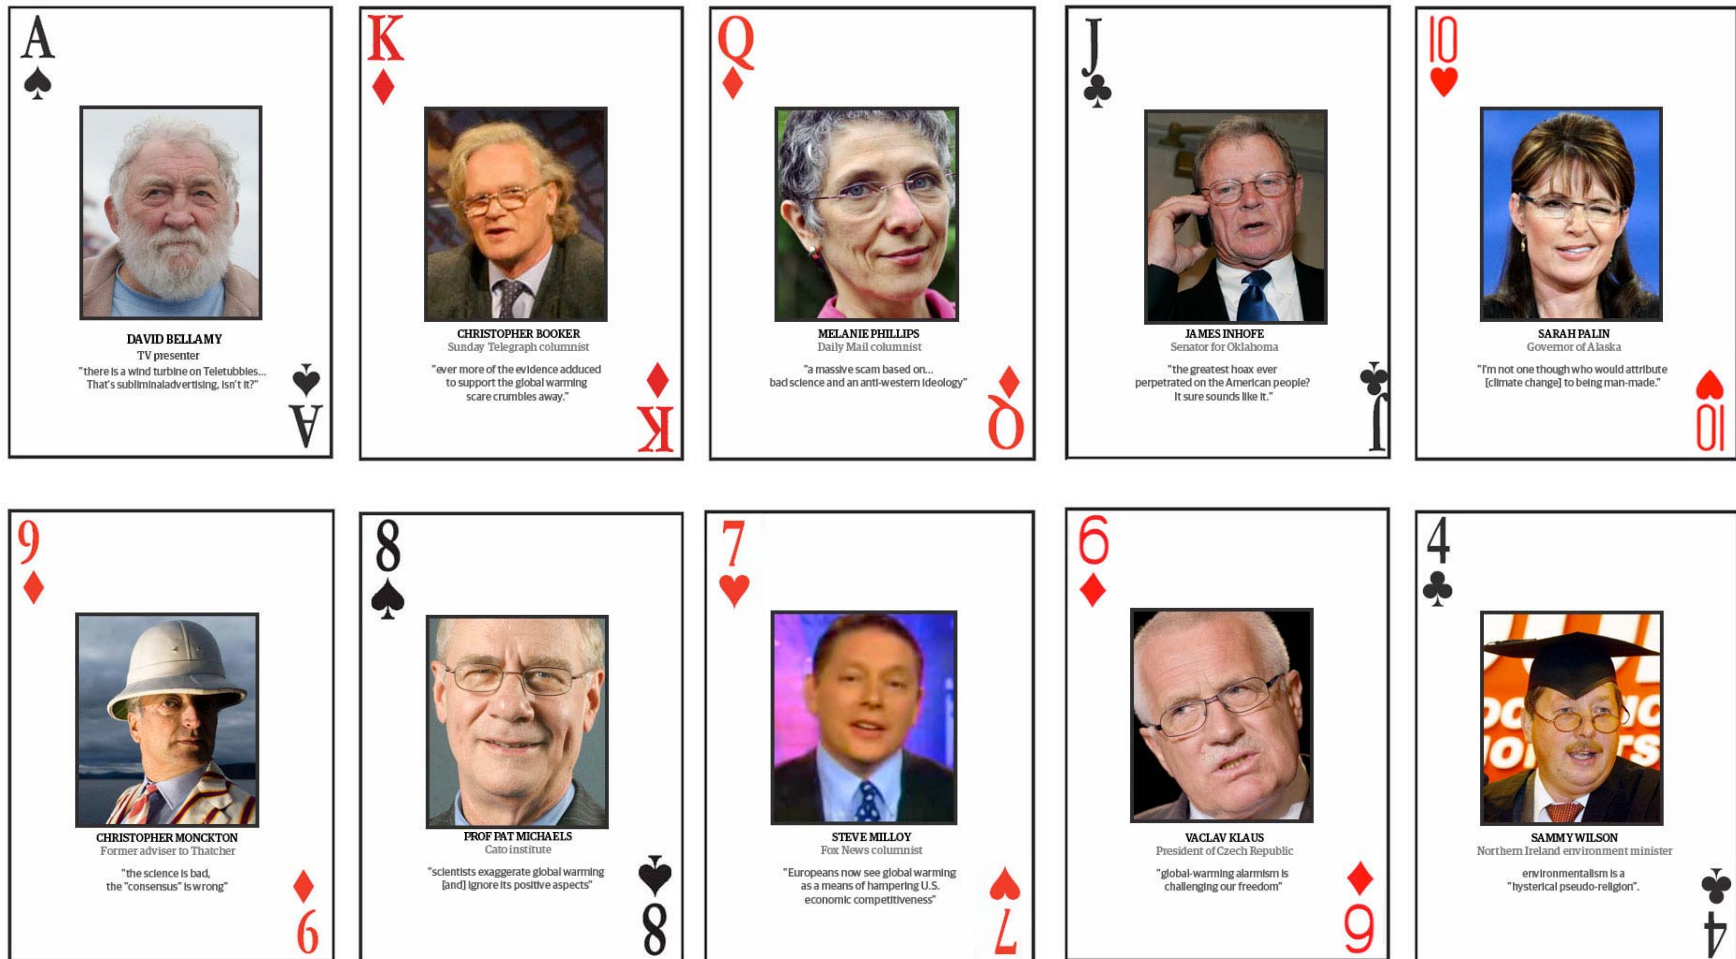 A
DAVID BELLAMY
TV presenter
"there is a wind turbine on Teletubbies...
That's subliminaladvertising, isn't it?"
A
K
CHRISTOPHER BOOKER
Sunday Telegraph columnist
"ever more of the evidence adduced
to support the global warming
scare crumbles away."
K
Q
MELANIE PHILLIPS
Daily Mail columnist
"a massive scam based on...
bad science and an anti-western ideology"
Q
J
JAMES INHOFE
Senator for Oklahoma
"the greatest hoax ever
perpetrated on the American people?
It sure sounds like it."
J
10
SARAH PALIN
Governor of Alaska
"I'm not one though who would attribute
[climate change] to being man-made."
10
9
CHRISTOPHER MONCKTON
Former adviser to Thatcher
"the science is bad,
the "consensus" is wrong"
9
8
PROF PAT MICHAELS
Cato institute
"scientists exaggerate global warming
[and] ignore its positive aspects"
8
7
STEVE MILLOY
Fox News columnist
"Europeans now see global warming
as a means of hampering U.S.
economic competitiveness"
7
6
VACLAV KLAUS
President of Czech Republic
"global-warming alarmism is
challenging our freedom"
6
4
SAMMY WILSON
Northern Ireland environment minister
environmentalism is a
"hysterical pseudo-religion".
4